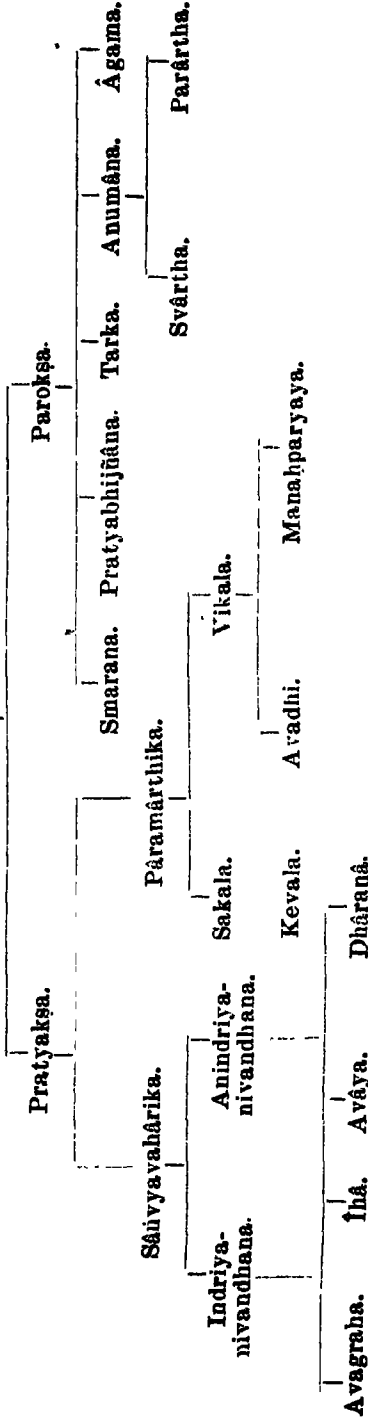 Pratyakṣa. Parokṣa.
Sâṁvyavahârika. Pâramârthika. Smarana. Pratyabhijñâna. Tarka. Anumâna. Âgama.
Indriya-
nivandhana.
Anindriya-
nivandhana.
Sakala. Vikala. Svârtha. Parârtha.
Kevala. Avadhi. Manaḥparyaya.
Avagraha. Îhâ. Avâya. Dhâranâ.